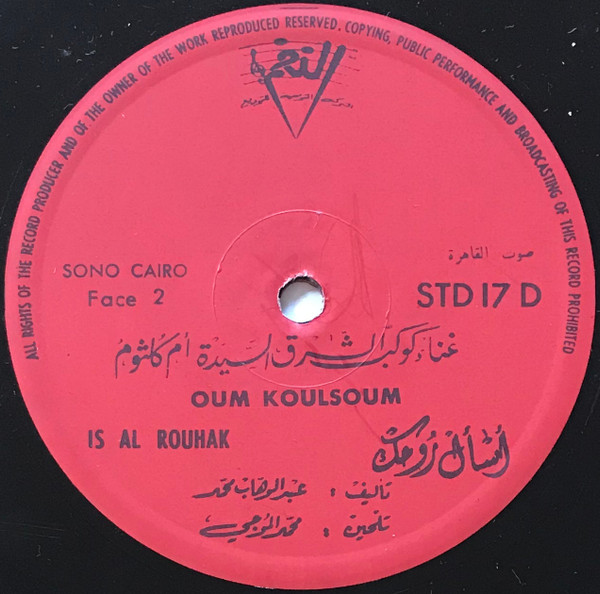 ALL RIGHTS OF THE RECORD PRODUCER AND OF THE OWNER OF THE WORK REPRODUCED RESERVED. COPYING, PUBLIC PERFORMANCE AND BROADCASTING OF THIS RECORD PROHIBITED
SONO CAIRO
صوت القاهرة
Face 2
STD 17 D
غناء كوكب الشرق السيدة أم كلثوم
OUM KOULSOUM
IS AL ROUHAK
أسأل روحك
تأليف : عبد الوهاب محمد
تلحين : محمد الموجي